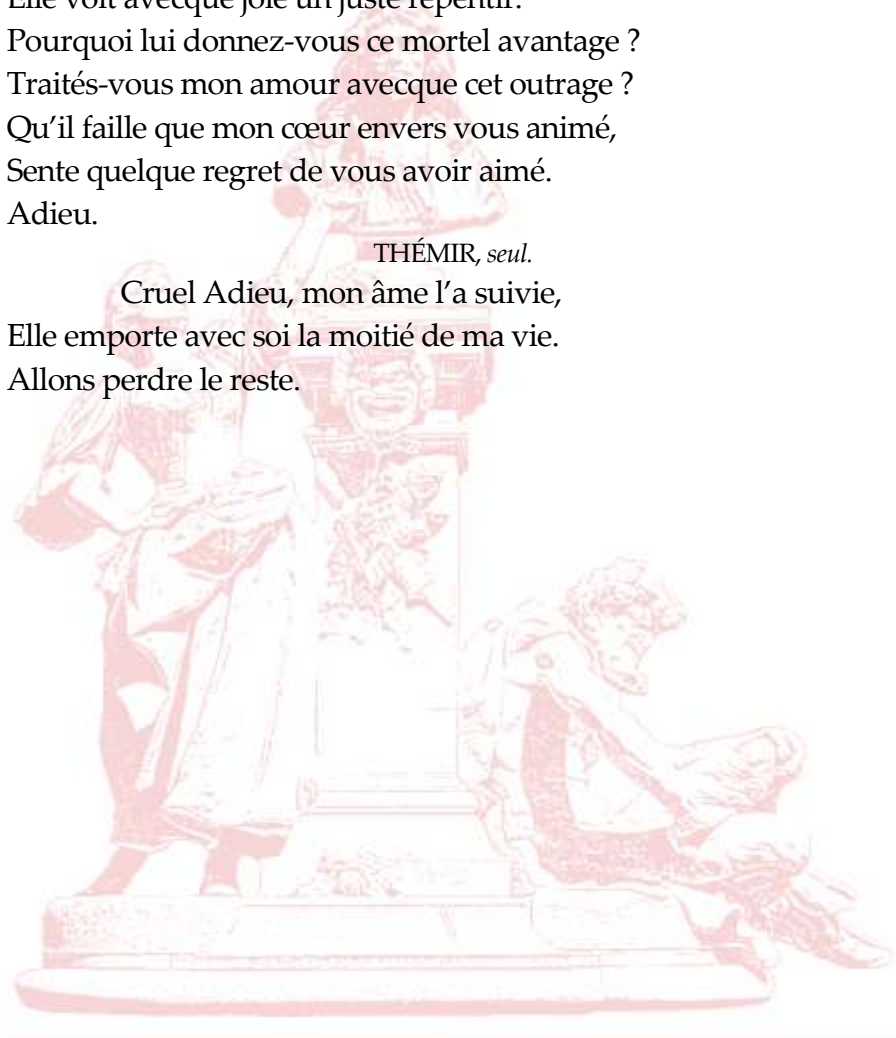 Elle voit avecque joie un juste repentir.
Pourquoi lui donnez-vous ce mortel avantage ?
Traités-vous mon amour avecque cet outrage ?
Qu’il faille que mon cœur envers vous animé,
Sente quelque regret de vous avoir aimé.
Adieu.
THÉMIR, seul.
Cruel Adieu, mon âme l’a suivie,
Elle emporte avec soi la moitié de ma vie.
Allons perdre le reste.